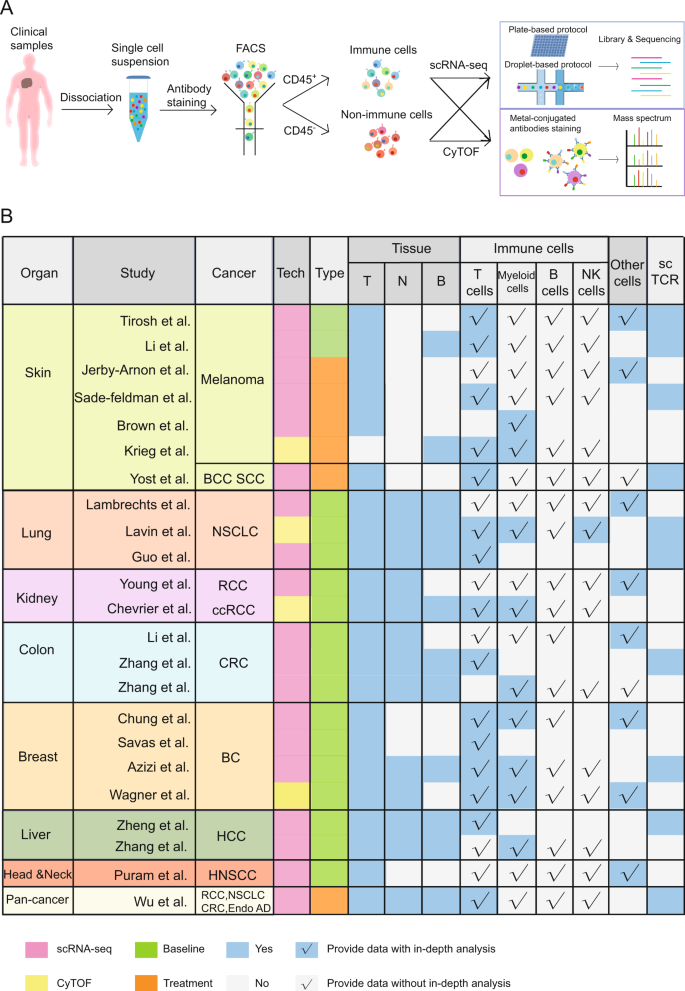 A
Clinical
samples
Single cell
suspension
FACS
Immune cells
Plate-based protocol
Library & Sequencing
scRNA-seq
Droplet-based protocol
Dissociation
Antibody
staining
CD45+
CD45-
Non-immune cells
CyTOF
Metal-conjugated
antibodies staining
Mass spectrum
B
Organ Study Cancer Tech Type Tissue Immune cells Other
cells sc
TCR
T N B T
cells Myeloid
cells B
cells NK
cells
Skin
Tirosh et al.
Li et al.
Jerby-Arnon et al.
Melanoma
Sade-feldman et al.
Brown et al.
Krieg et al.
Yost et al. BCC SCC
Lung
Lambrechts et al.
Lavin et al. NSCLC
Guo et al.
Kidney
Young et al. RCC
Chevrier et al. ccRCC
Colon
Li et al.
Zhang et al. CRC
Zhang et al.
Breast
Chung et al.
Savas et al.
BC
Azizi et al.
Wagner et al.
Liver
Zheng et al.
HCC
Zhang et al.
Head &Neck Puram et al. HNSCC
Pan-cancer Wu et al. RCC,NSCLC
CRC,Endo AD
scRNA-seq Baseline Yes Provide data with in-depth analysis
CyTOF Treatment No Provide data without in-depth analysis